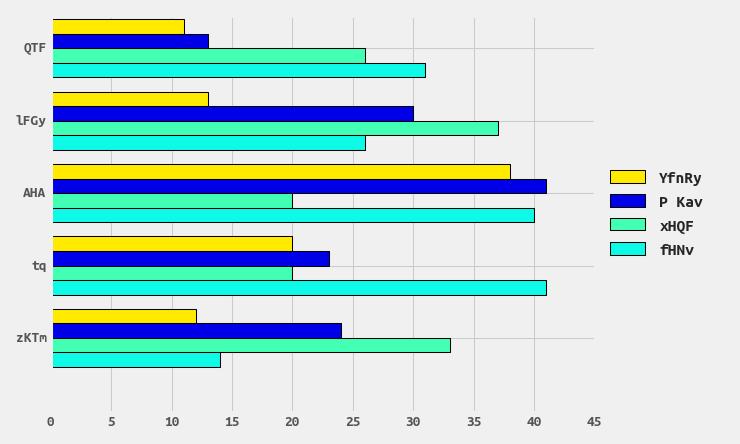 QTF
lFGy
AHA
tq
zKTm
0 5 10 15 20 25 30 35 40 45
YfnRy
P Kav
xHQF
fHNv